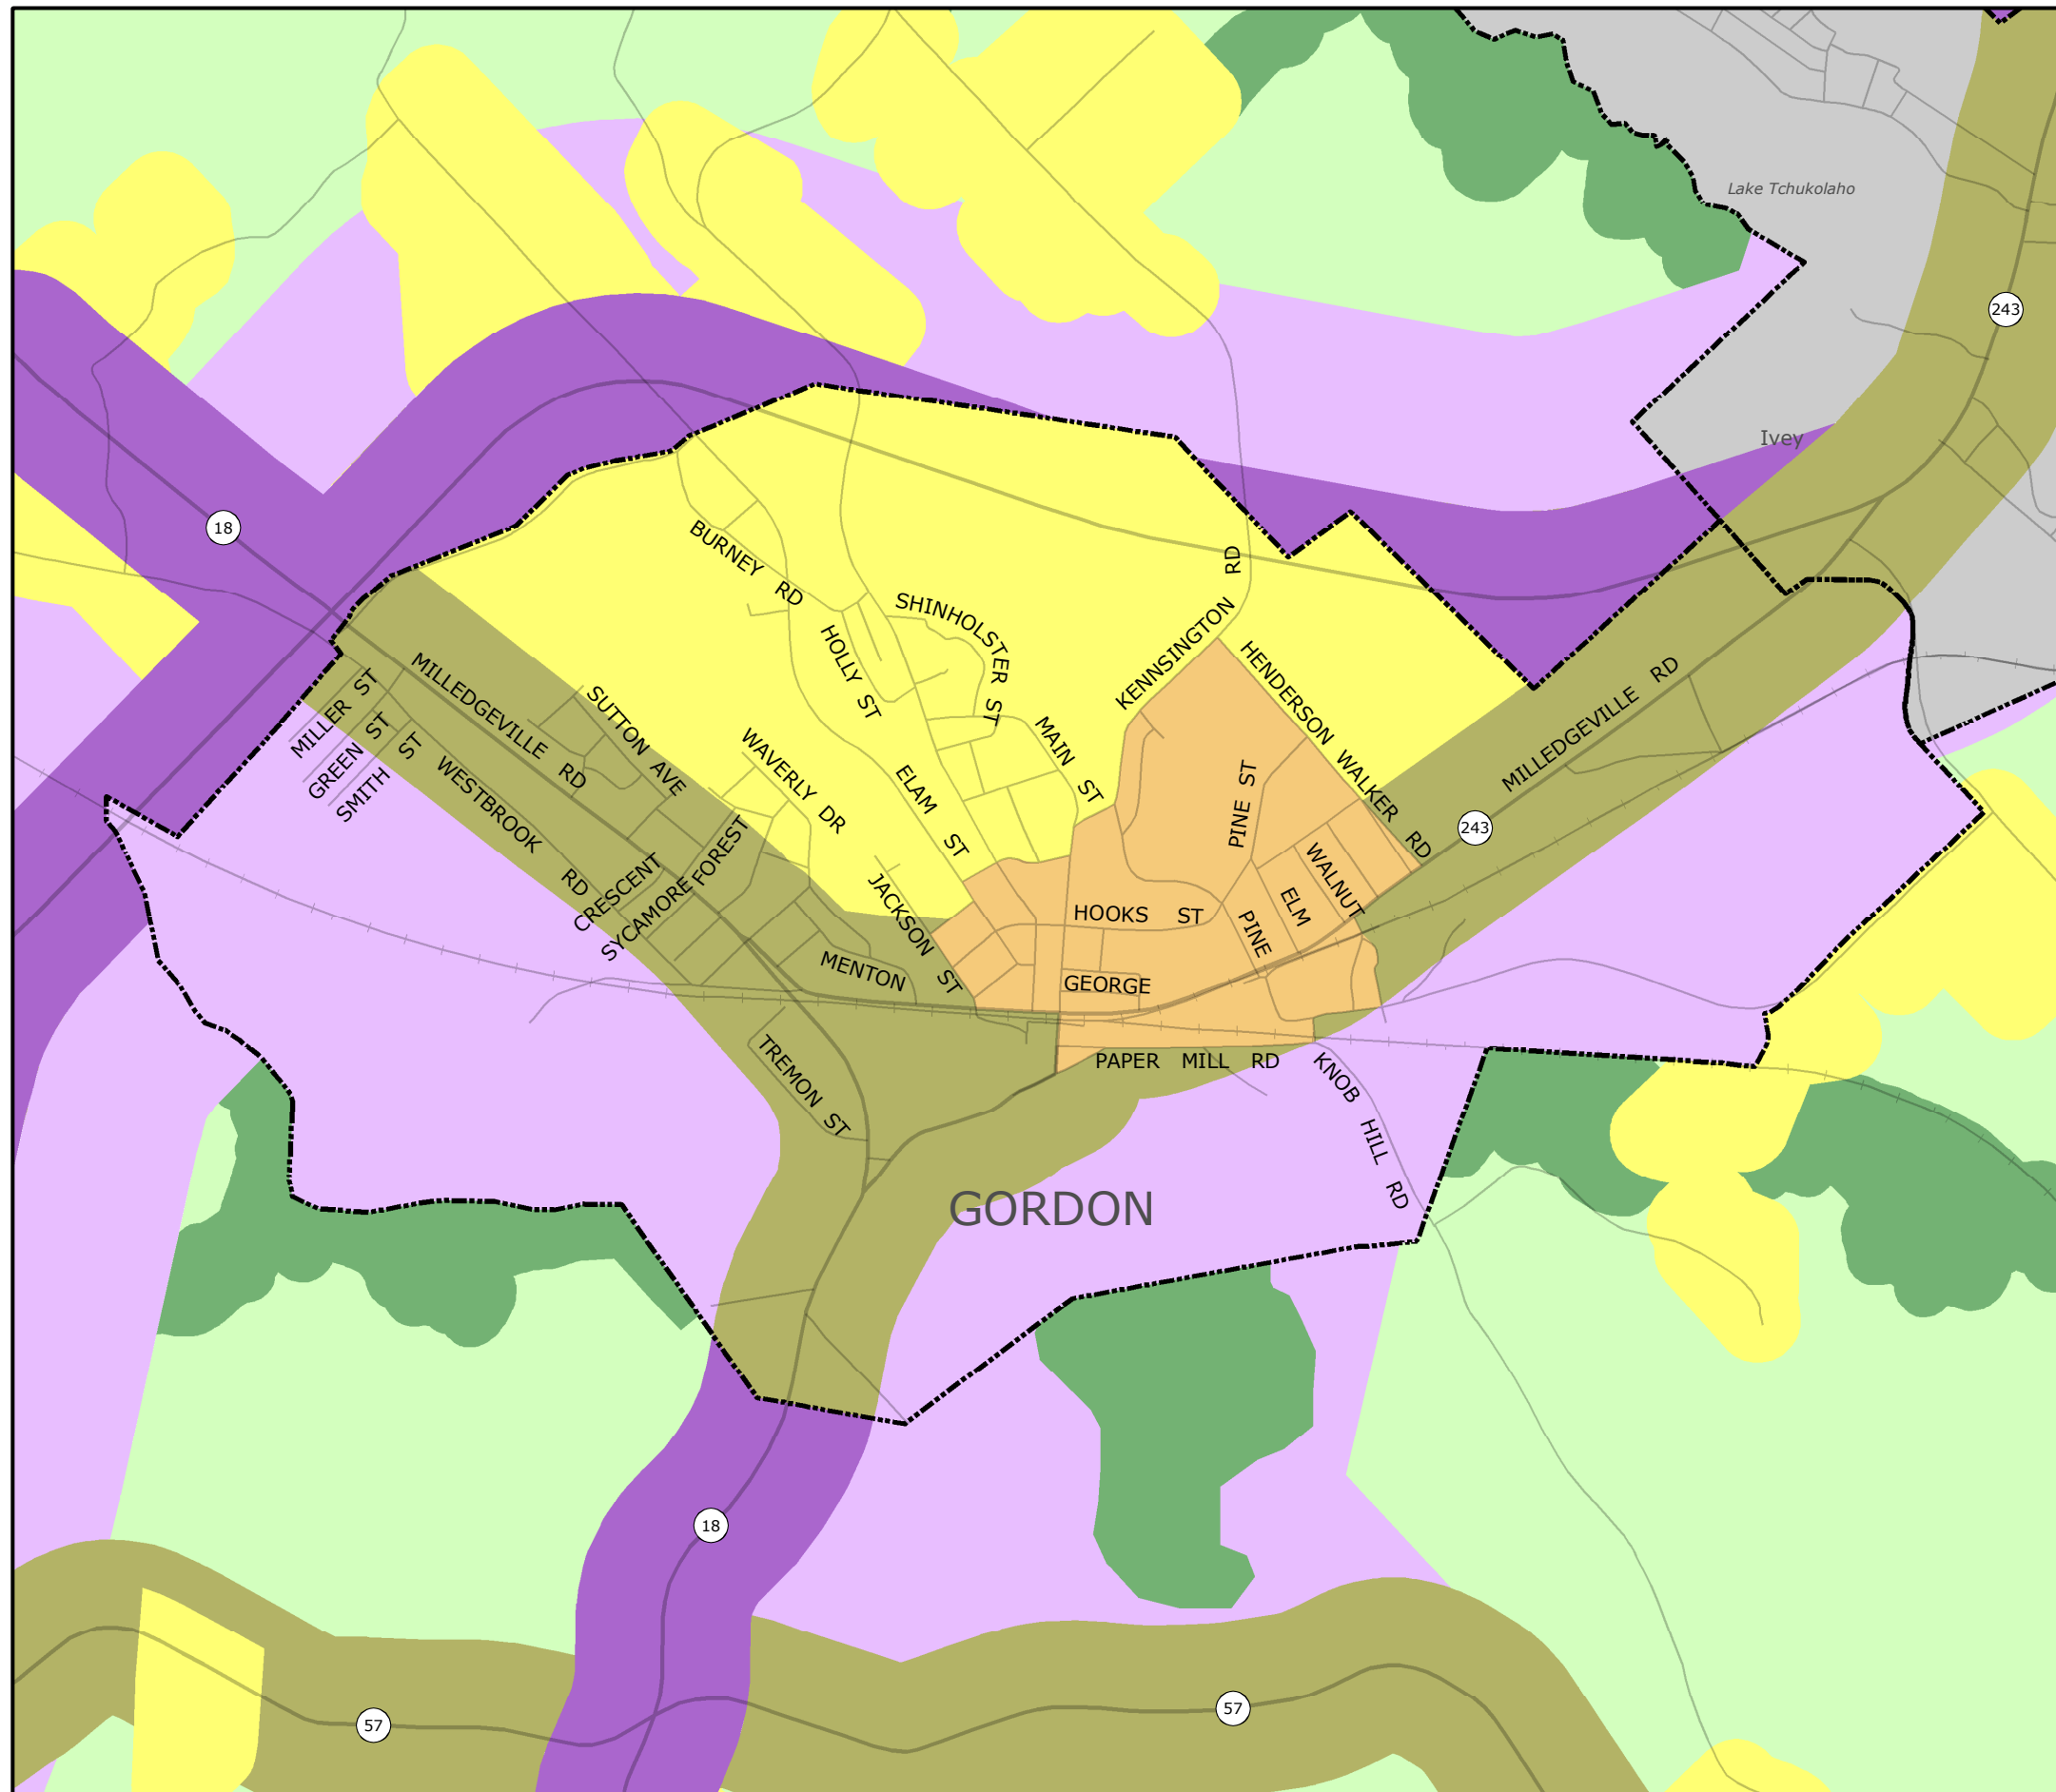 Lake Tchukolaho
243
Ivey
18
BURNEY RD
SHINHOLSTER ST
KENNSINGTON RD
HOLLY ST
HENDERSON WALKER RD
MILLEDGEVILLE RD
MILLEDGEVILLE RD
MILLER ST
GREEN ST
SMITH ST
SUTTON AVE
MAIN ST
WAVERLY DR
WESTBROOK RD
ELAM ST
PINE ST
243
CRESCENT
SYCAMORE
FOREST
JACKSON ST
WALNUT
ELM
PINE
HOOKS ST
MENTON
GEORGE
TREMON ST
PAPER MILL RD
KNOB HILL RD
GORDON
18
57
57